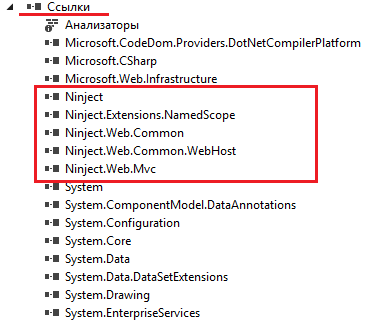 Ссылки
Анализаторы
Microsoft.CodeDom.Providers.DotNetCompilerPlatform
Microsoft.CSharp
Microsoft.Web.Infrastructure
Ninject
Ninject.Extensions.NamedScope
Ninject.Web.Common
Ninject.Web.Common.WebHost
Ninject.Web.Mvc
System
System.ComponentModel.DataAnnotations
System.Configuration
System.Core
System.Data
System.Data.DataSetExtensions
System.Drawing
System.EnterpriseServices